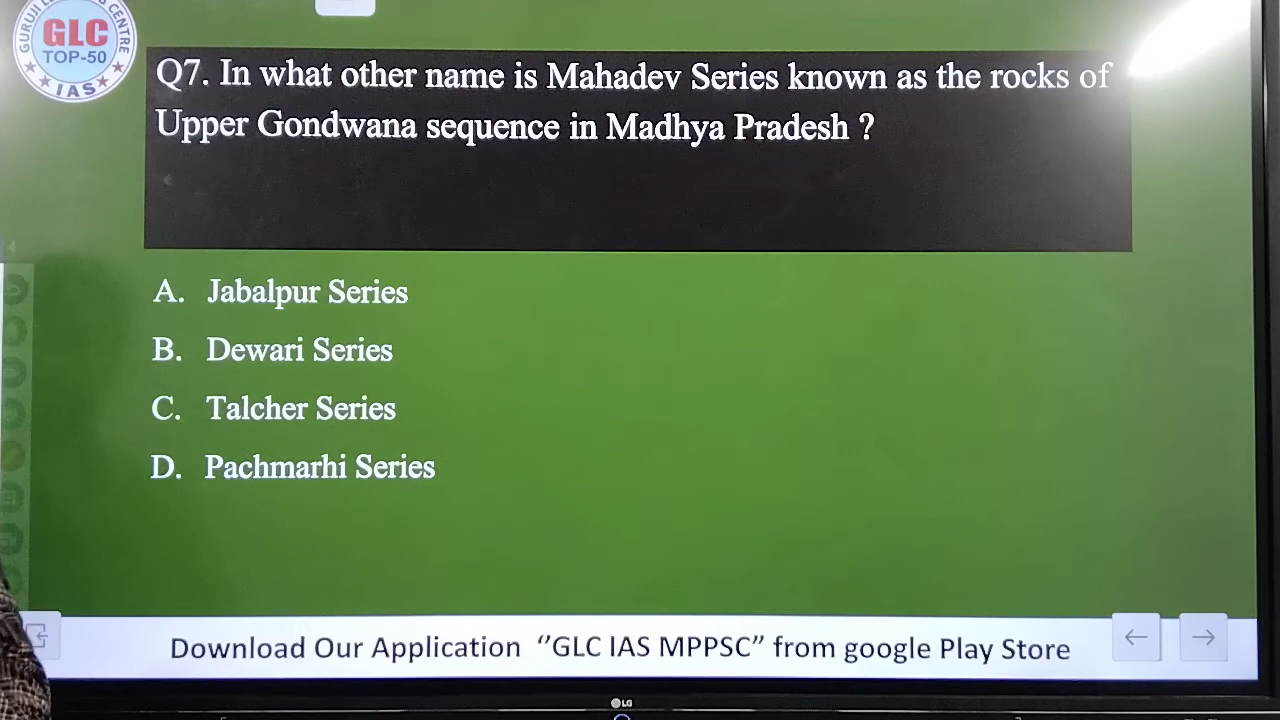 GLC
TOP-50
IAS
CENTRE
Q7. In what other name is Mahadev Series known as the rocks of
Upper Gondwana sequence in Madhya Pradesh ?
A. Jabalpur Series
B. Dewari Series
C. Talcher Series
D. Pachmarhi Series
Download Our Application ‘’GLC IAS MPPSC” from google Play Store
LG